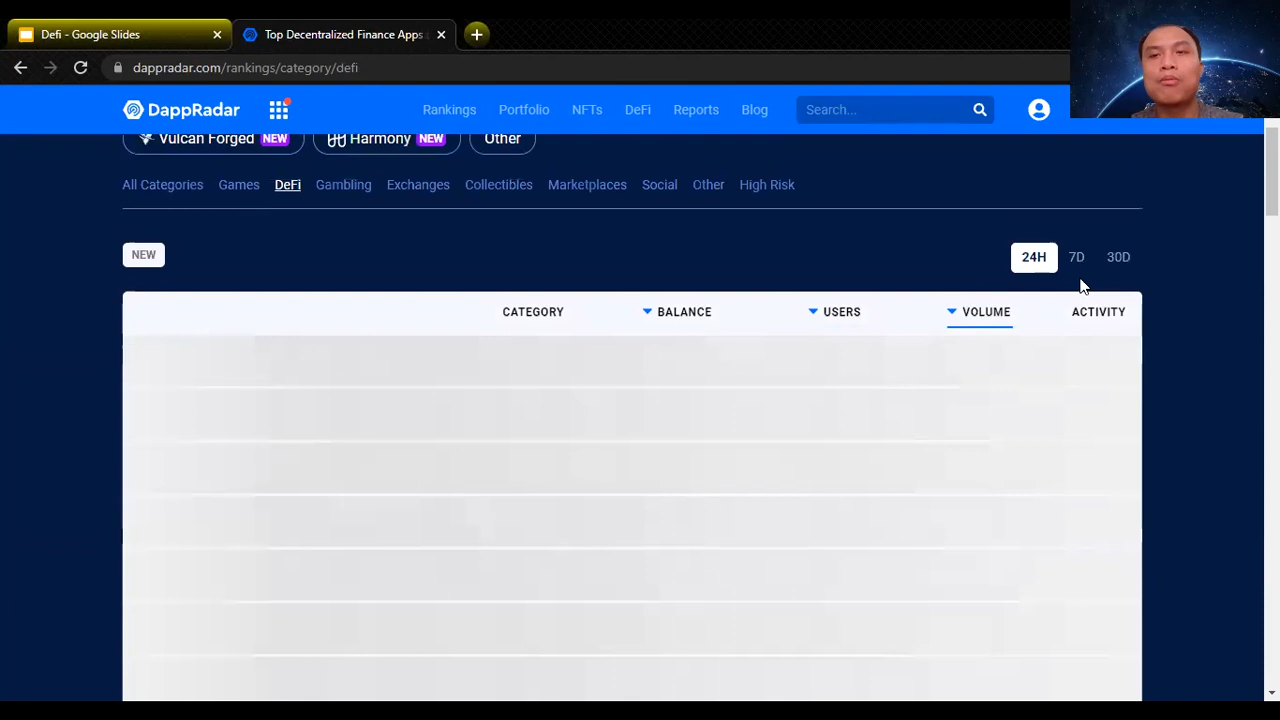 Defi - Google Slides
Top Decentralized Finance Apps
dappradar.com/rankings/category/defi
DappRadar
Rankings Portfolio NFTs DeFi Reports Blog Search...
Vulcan Forged NEW Harmony NEW Other
All Categories Games DeFi Gambling Exchanges Collectibles Marketplaces Social Other High Risk
NEW 24H 7D 30D
CATEGORY BALANCE USERS VOLUME ACTIVITY